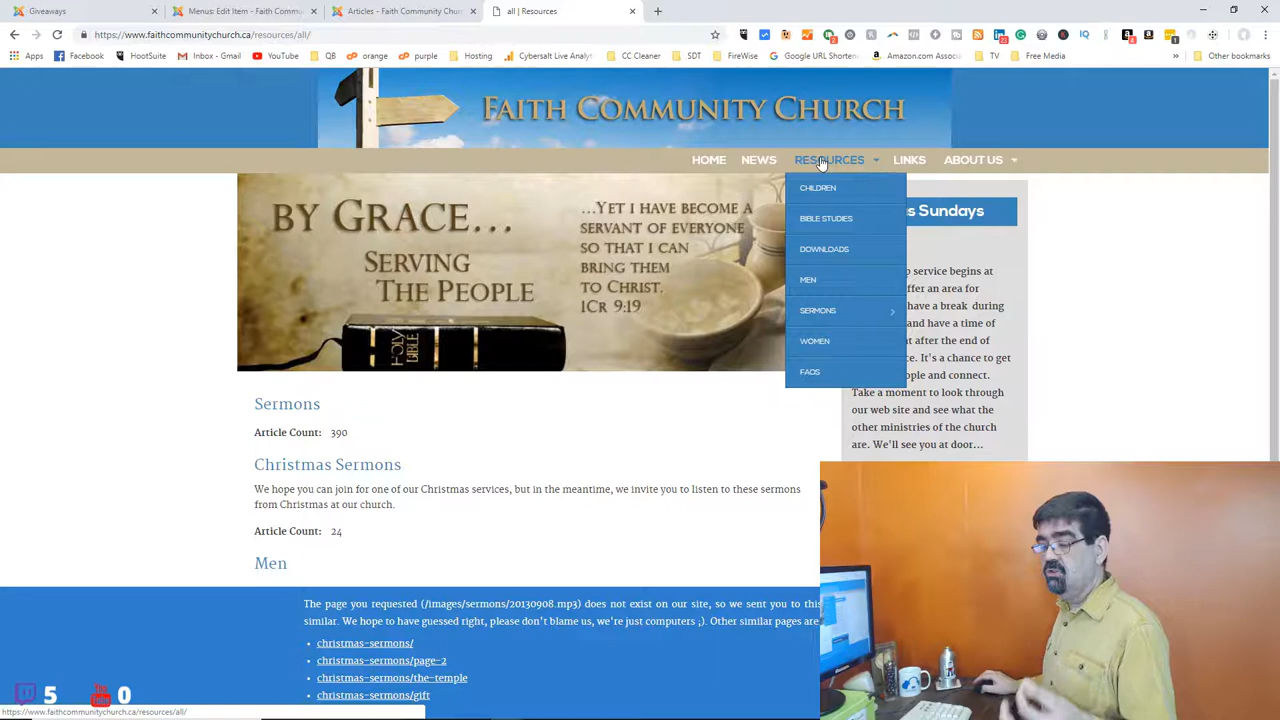 Giveaways
Menus: Edit Item - Faith Commu
Articles - Faith Community Chur
all | Resources
https://www.faithcommunitychurch.ca/resources/all/
Apps
Facebook
HootSuite
Inbox - Gmail
YouTube
QB
orange
purple
Hosting
Cybersalt Live Analy
CC Cleaner
SDT
FireWise
Google URL Shorten
Amazon.com Associ
TV
Free Media
»
Other bookmarks
FAITH COMMUNITY CHURCH
HOME NEWS RESOURCES LINKS ABOUT US
CHILDREN
BIBLE STUDIES
DOWNLOADS
MEN
SERMONS
WOMEN
FAQS
BY GRACE...
SERVING
THE PEOPLE
...YET I HAVE BECOME A
SERVANT OF EVERYONE
SO THAT I CAN
BRING THEM
TO CHRIST.
1CR 9:19
HOLY
BIBLE
s Sundays
p service begins at
ffer an area for
have a break during
and have a time of
t after the end of
ce. It's a chance to get
ople and connect.
Take a moment to look through
our web site and see what the
other ministries of the church
are. We'll see you at door...
Sermons
Article Count: 390
Christmas Sermons
We hope you can join for one of our Christmas services, but in the meantime, we invite you to listen to these sermons
from Christmas at our church.
Article Count: 24
Men
The page you requested (/images/sermons/20130908.mp3) does not exist on our site, so we sent you to this
similar. We hope to have guessed right, please don't blame us, we're just computers ;). Other similar pages are
christmas-sermons/
christmas-sermons/page-2
christmas-sermons/the-temple
christmas-sermons/gift
5
You
0
https://www.faithcommunitychurch.ca/resources/all/